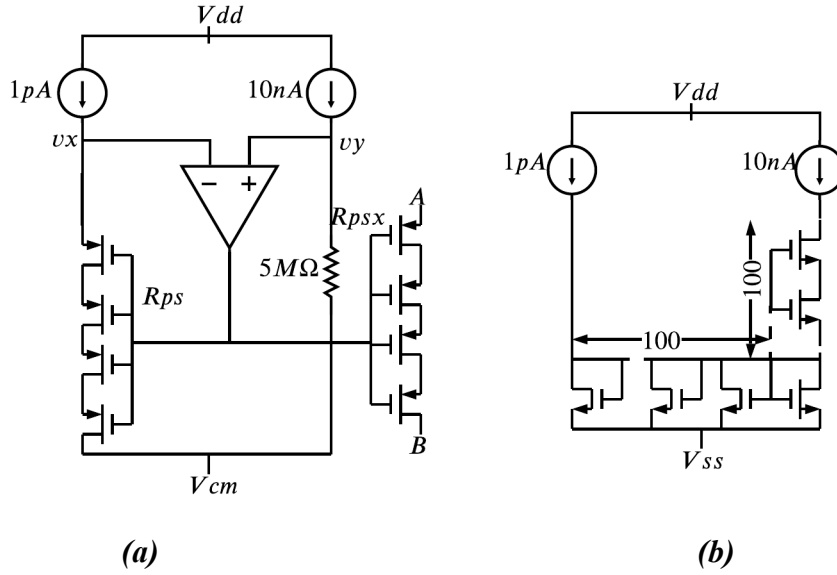 Vdd
1pA
10nA
vx
vy
−
+
Rpsx
A
5MΩ
Rps
B
Vcm
(a)
Vdd
1pA
10nA
100
100
Vss
(b)